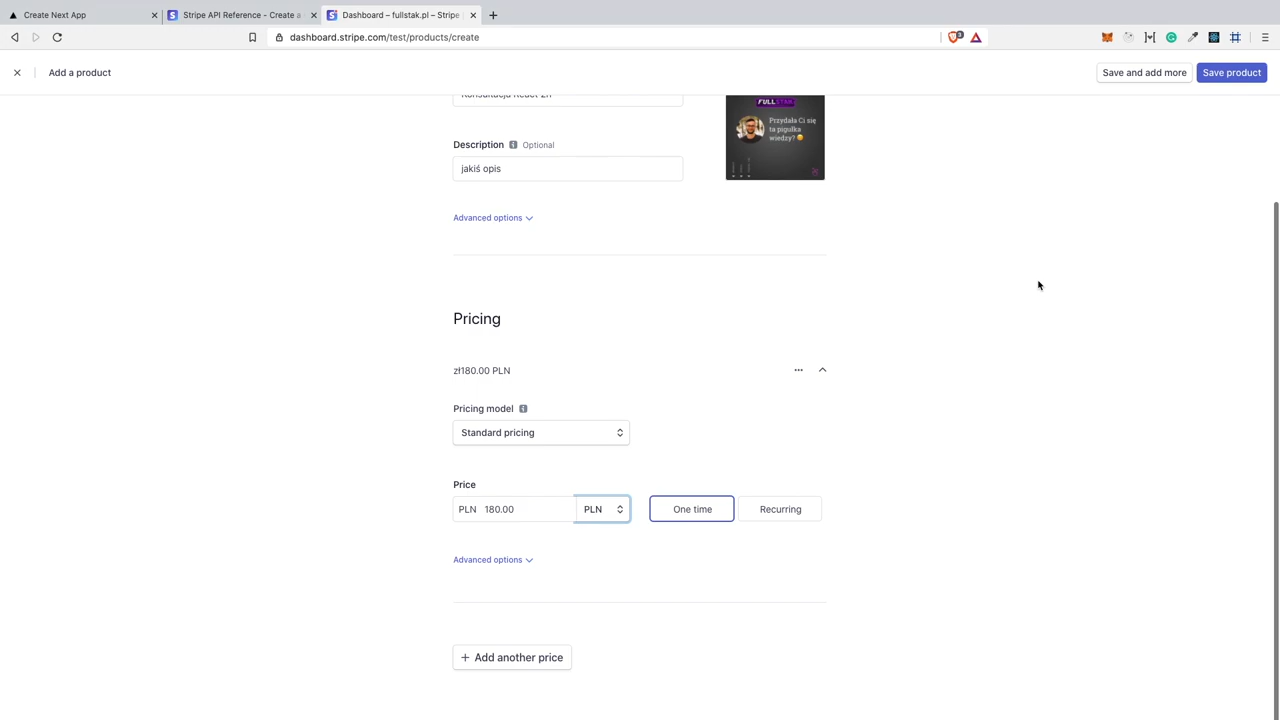 Create Next App
Stripe API Reference - Create a
Dashboard – fullstak.pl – Stripe
dashboard.stripe.com/test/products/create
Add a product
Save and add more
Save product
Konsultacja React 2h
FULLSTAK
Przydała Ci się
ta pigułka
wiedzy?
Description Optional
jakiś opis
Advanced options
Pricing
zł180.00 PLN
Pricing model
Standard pricing
Price
PLN 180.00 PLN One time Recurring
Advanced options
+ Add another price